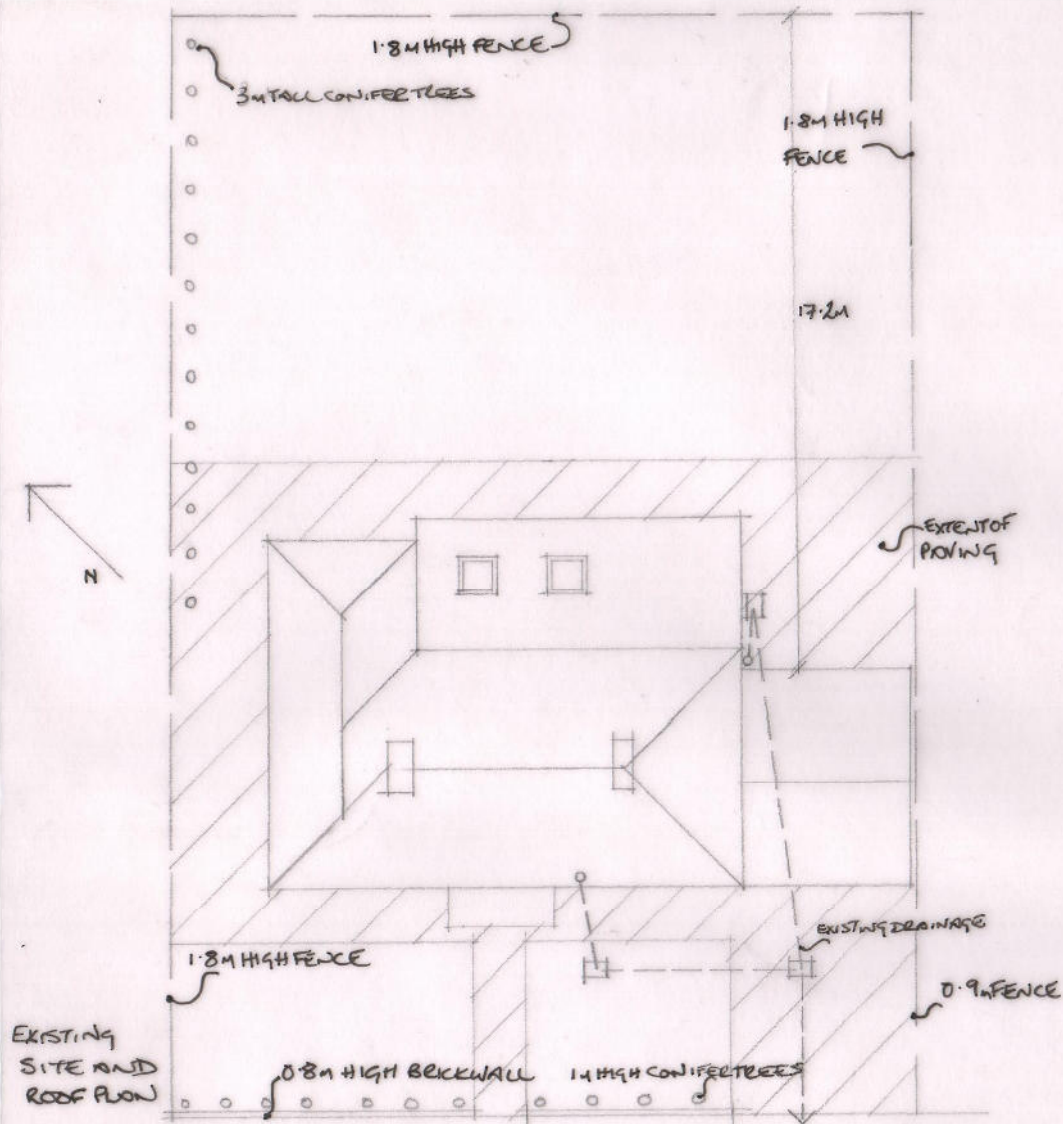 1.8M HIGH FENCE
3M TALL CONIFER TREES
1.8M HIGH
FENCE
17.2M
N
EXTENT OF
PAVING
EXISTING DRAINAGE
1.8M HIGH FENCE
0.9M FENCE
EXISTING
SITE AND
ROOF PLAN
0.8M HIGH BRICKWALL
1M HIGH CONIFER TREES